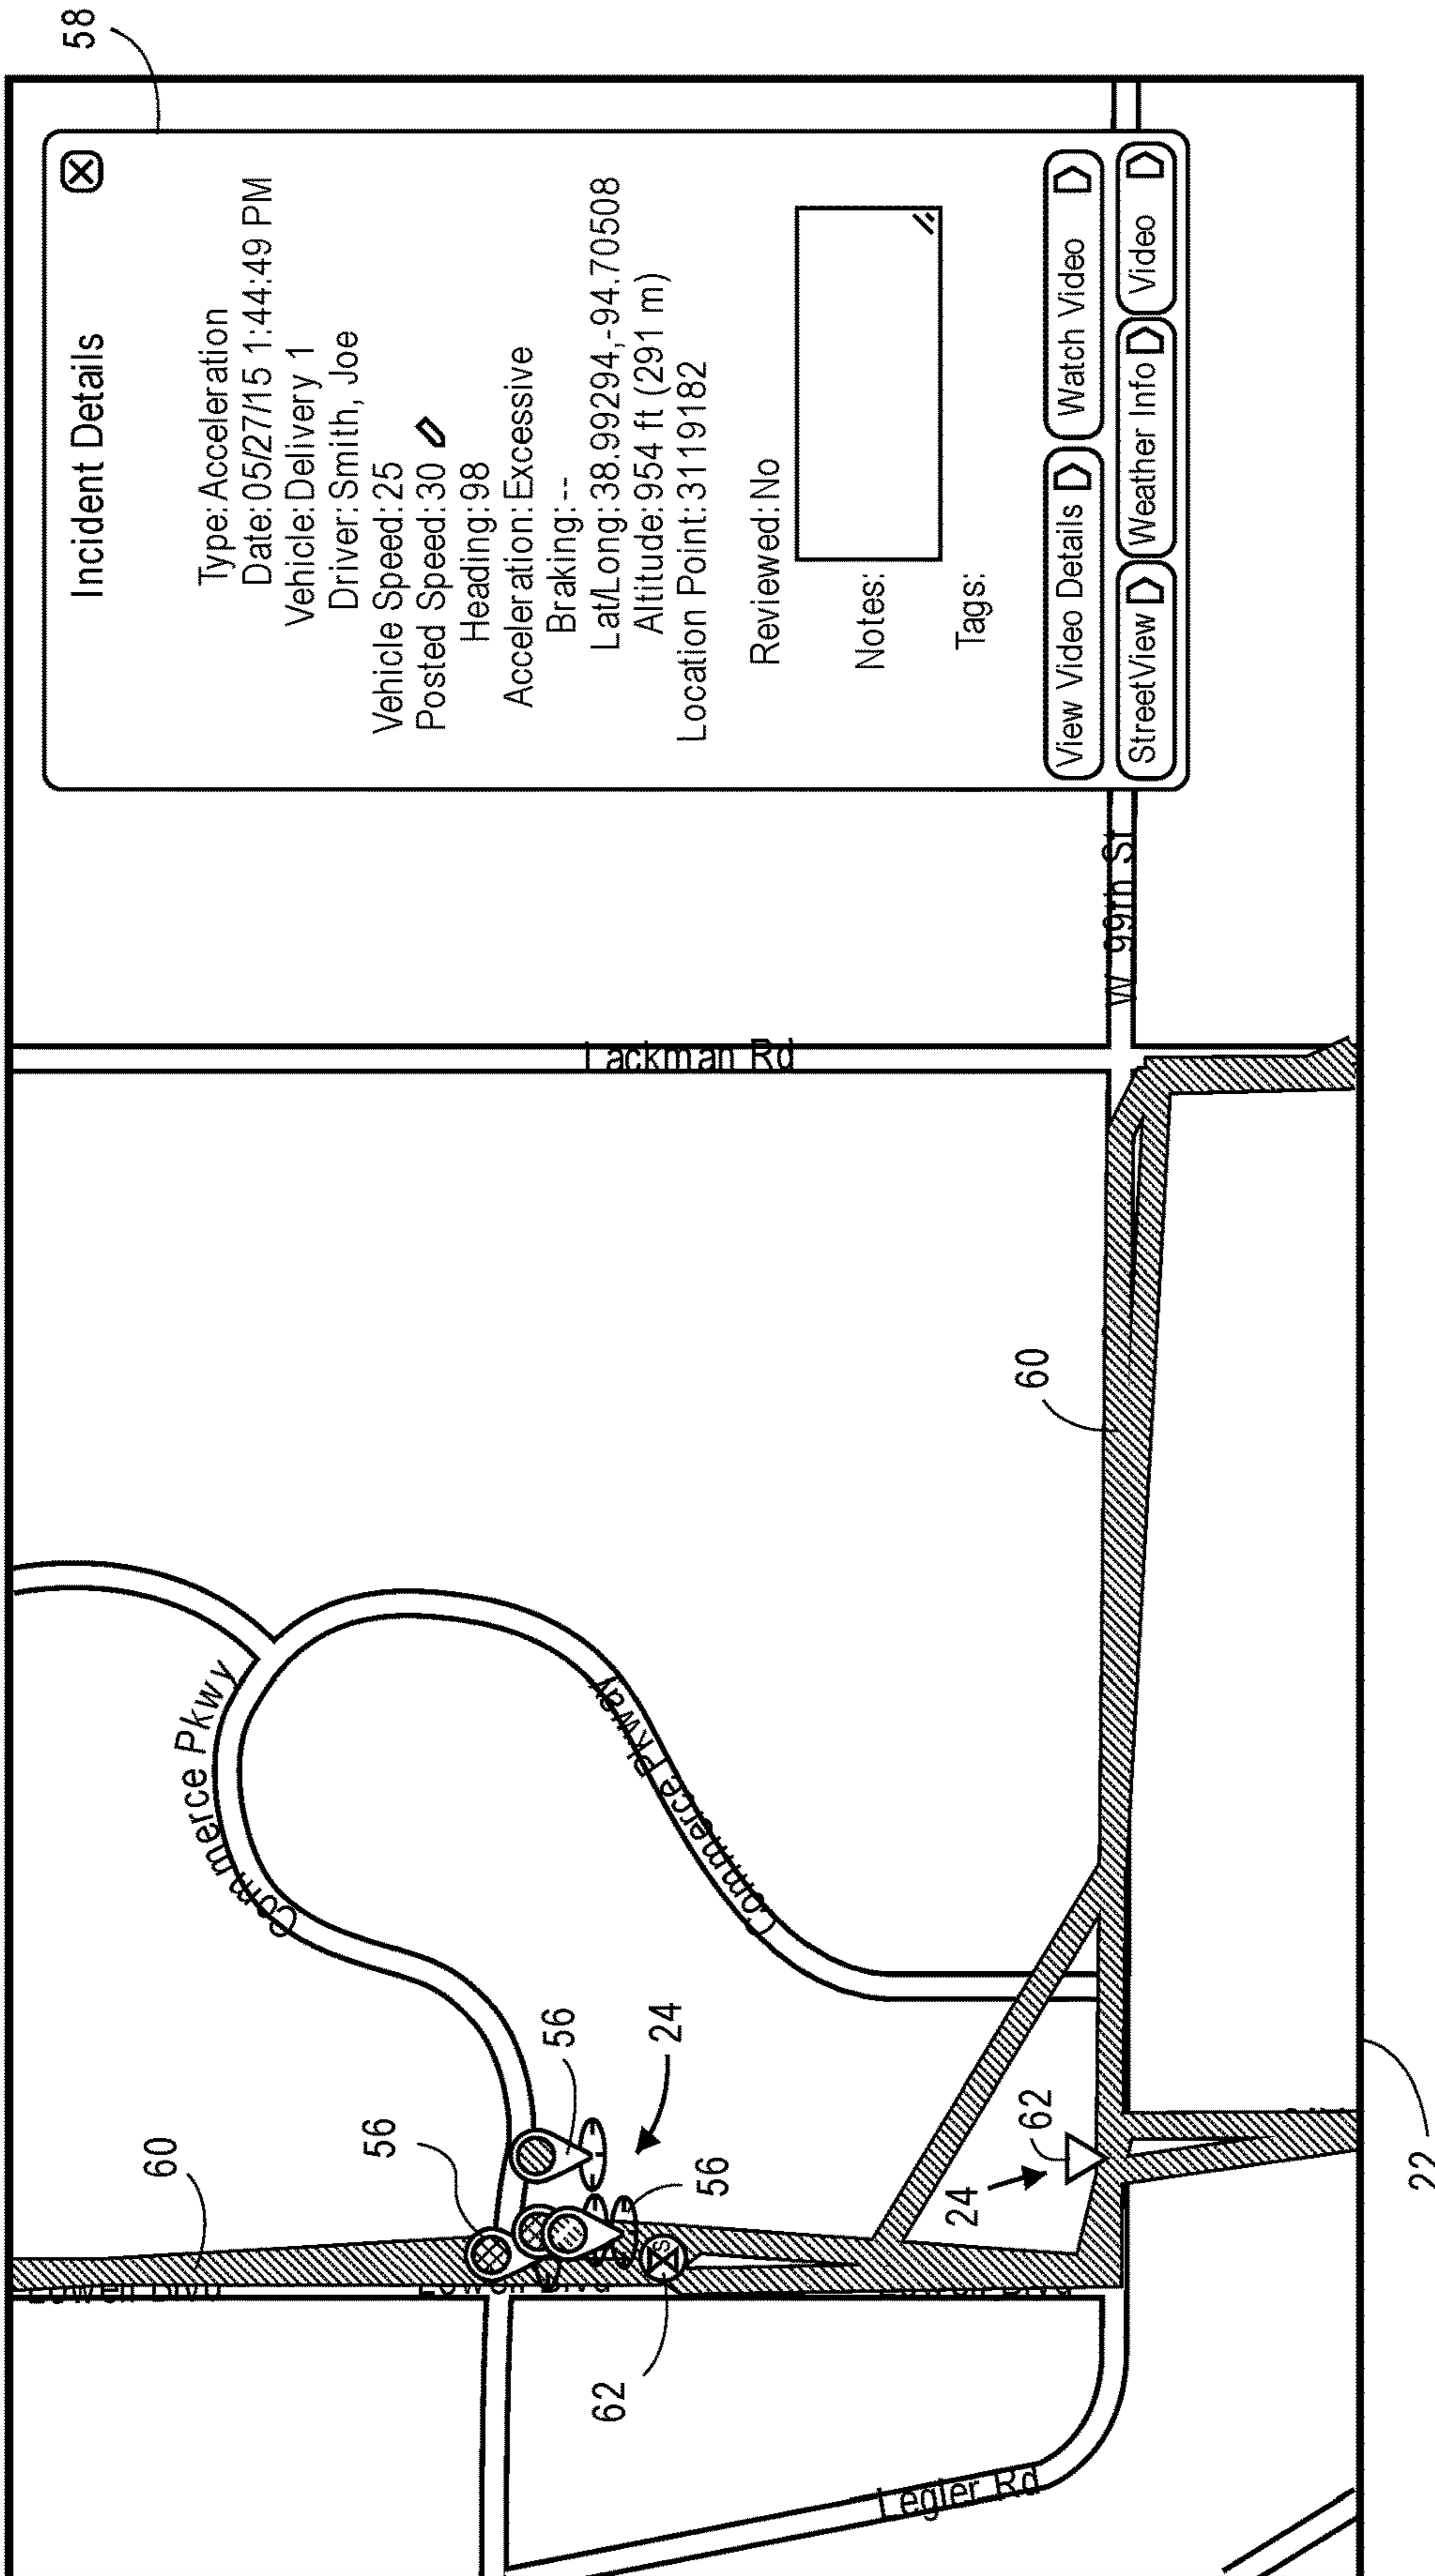 58
Incident Details
Type:Acceleration
Date:05/27/15 1:44:49 PM
Vehicle:Delivery 1
Driver:Smith, Joe
Vehicle Speed:25
Posted Speed:30
Heading:98
Acceleration:Excessive
Braking:--
Lat/Long:38.99294,-94.70508
Altitude:954 ft (291 m)
Location Point:3119182
Reviewed:No
Notes:
Tags:
View Video Details
Watch Video
StreetView
Weather Info
Video
W 99th St
Lackman Rd
60
Commerce Pkwy
Commerce Pkway
56
24
56
56
60
62
24
62
Legler Rd
22